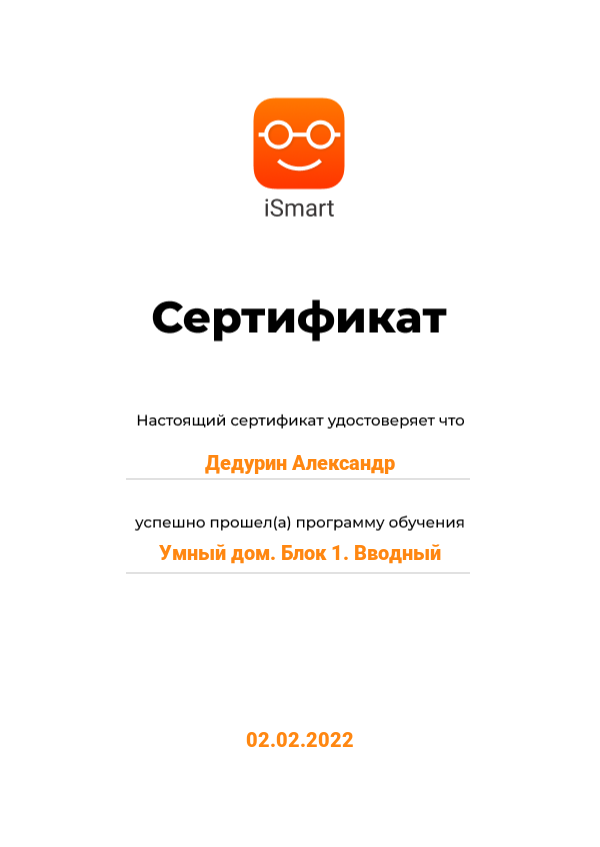 iSmart
Сертификат
Настоящий сертификат удостоверяет что
Дедурин Александр
успешно прошел(а) программу обучения
Умный дом. Блок 1. Вводный
02.02.2022